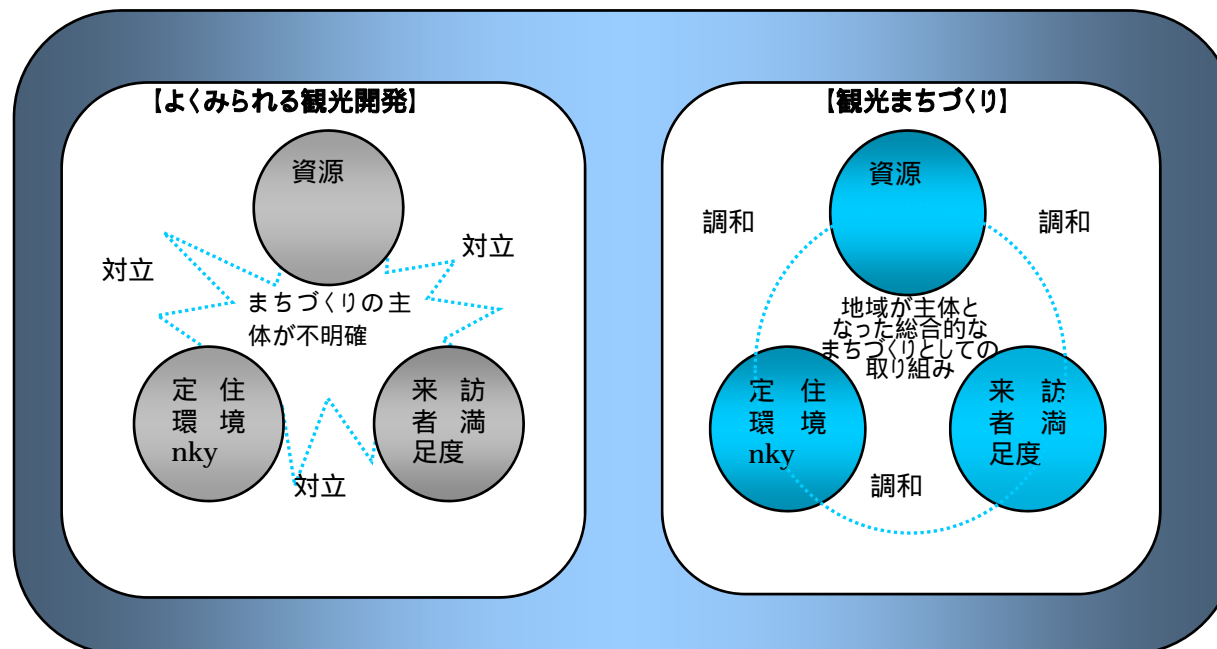 【よくみられる観光開発】
資源
対立
対立
まちづくりの主
体が不明確
定住
環境
nky
来訪
者満
足度
対立
【観光まちづくり】
資源
調和
調和
地域が主体と
なった総合的な
まちづくりとしての
取り組み
定住
環境
nky
来訪
者満
足度
調和